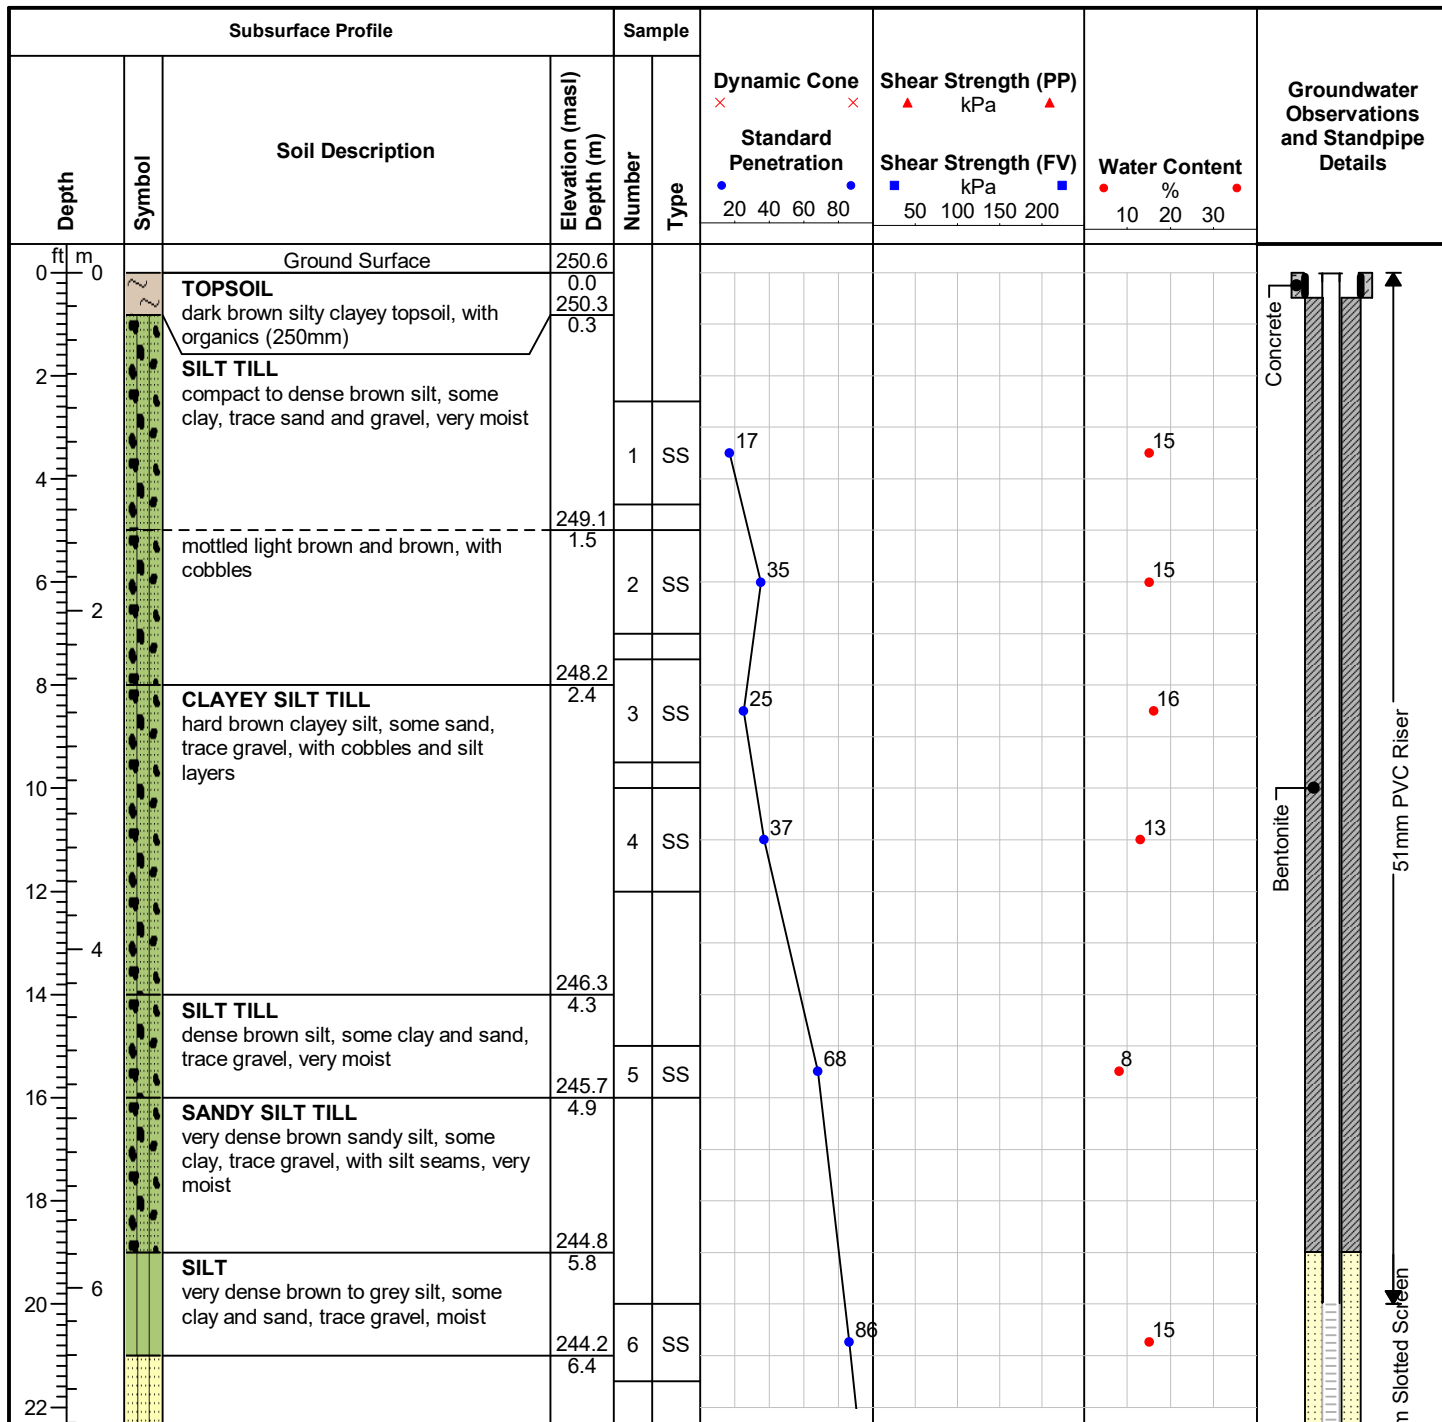 Subsurface Profile
Sample
Depth
Symbol
Soil Description
Elevation (masl)
Depth (m)
Number
Type
Dynamic Cone
Standard
Penetration
20 40 60 80
Shear Strength (PP)
kPa
Shear Strength (FV)
kPa
50 100 150 200
Water Content
%
10 20 30
Groundwater
Observations
and Standpipe
Details
ft m
Ground Surface
250.6
0 0
0.0
TOPSOIL
dark brown silty clayey topsoil, with
organics (250mm)
250.3
0.3
SILT TILL
compact to dense brown silt, some
clay, trace sand and gravel, very moist
2
1 SS
17
15
4
249.1
1.5
mottled light brown and brown, with
cobbles
2 SS
35
15
6
2
248.2
8
2.4
CLAYEY SILT TILL
hard brown clayey silt, some sand,
trace gravel, with cobbles and silt
layers
3 SS
25
16
10
4 SS
37
13
12
4
246.3
14
4.3
SILT TILL
dense brown silt, some clay and sand,
trace gravel, very moist
5 SS
68
8
245.7
16
4.9
SANDY SILT TILL
very dense brown sandy silt, some
clay, trace gravel, with silt seams, very
moist
18
244.8
5.8
SILT
very dense brown to grey silt, some
clay and sand, trace gravel, moist
6
20
244.2
6 SS
86
15
6.4
22
Concrete
Bentonite
51mm PVC Riser
m Slotted Screen